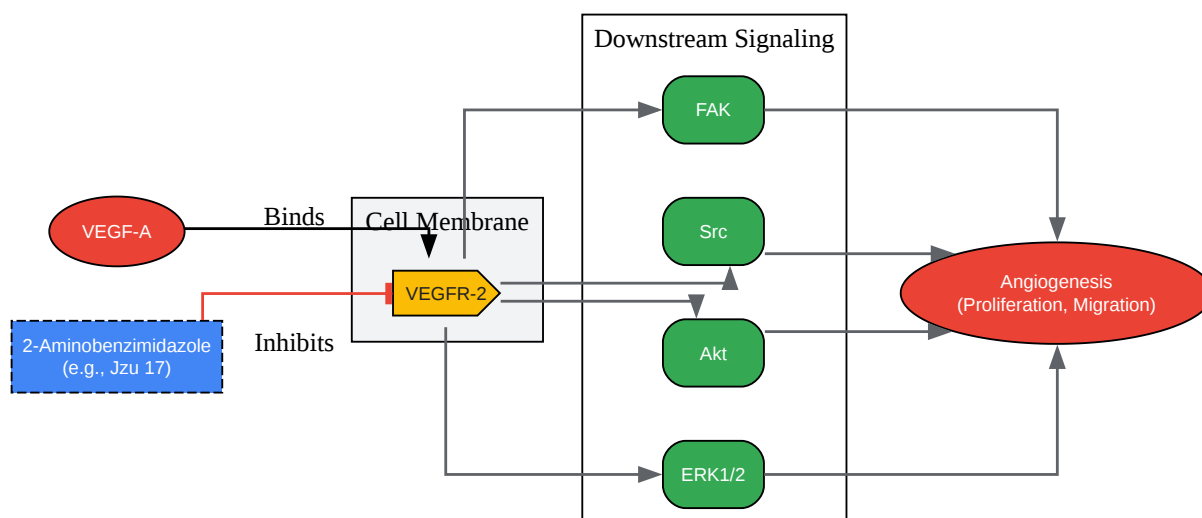 Downstream Signaling
FAK
VEGF-A
Binds
Cell Membrane
Src
VEGFR-2
Angiogenesis
(Proliferation, Migration)
2-Aminobenzimidazole
(e.g., Jzu 17)
Inhibits
Akt
ERK1/2